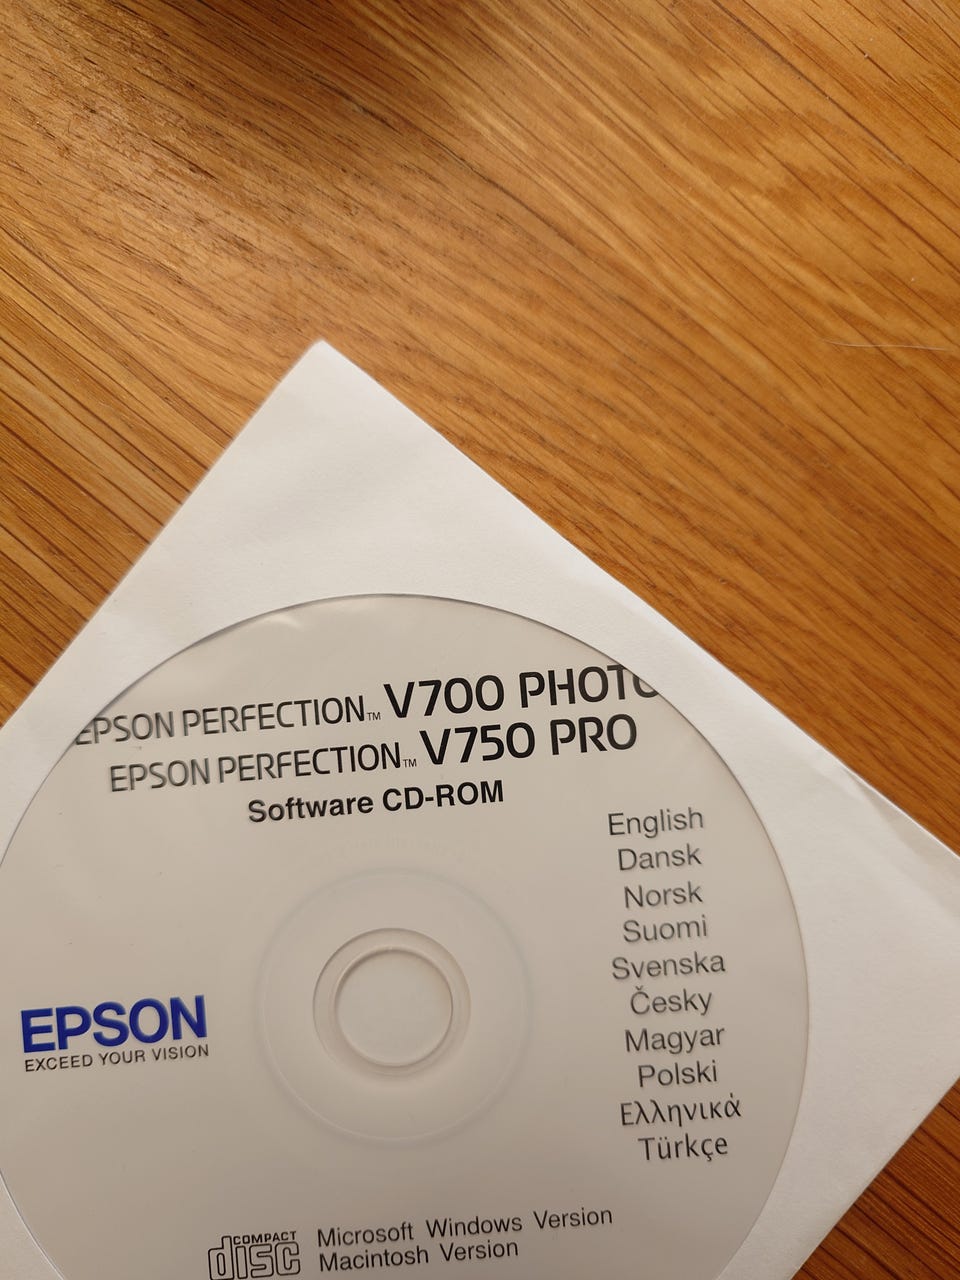 EPSON PERFECTION™ V700 PHOTO
EPSON PERFECTION™ V750 PRO
Software CD-ROM
English
Dansk
Norsk
Suomi
Svenska
Česky
Magyar
Polski
Ελληνικά
Türkçe
EPSON
EXCEED YOUR VISION
COMPACT
disc
Microsoft Windows Version
Macintosh Version